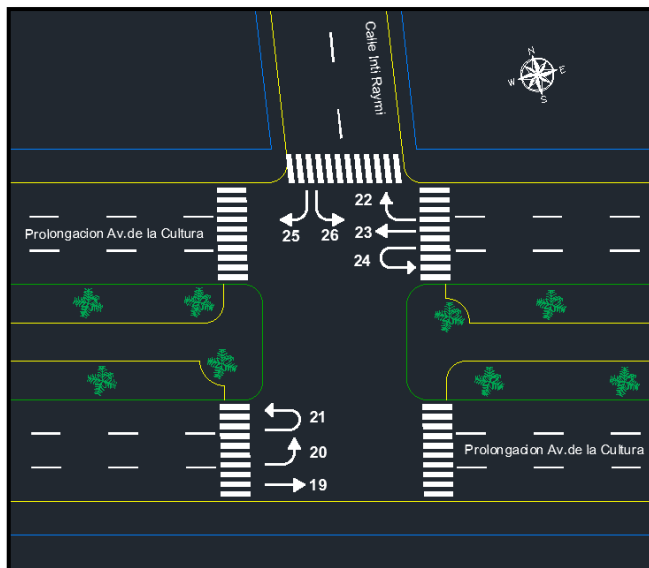 Calle Inti Raymi
N
W E
S
22
25 26 23
Prolongacion Av.de la Cultura
24
21
20
Prolongacion Av.de la Cultura
19